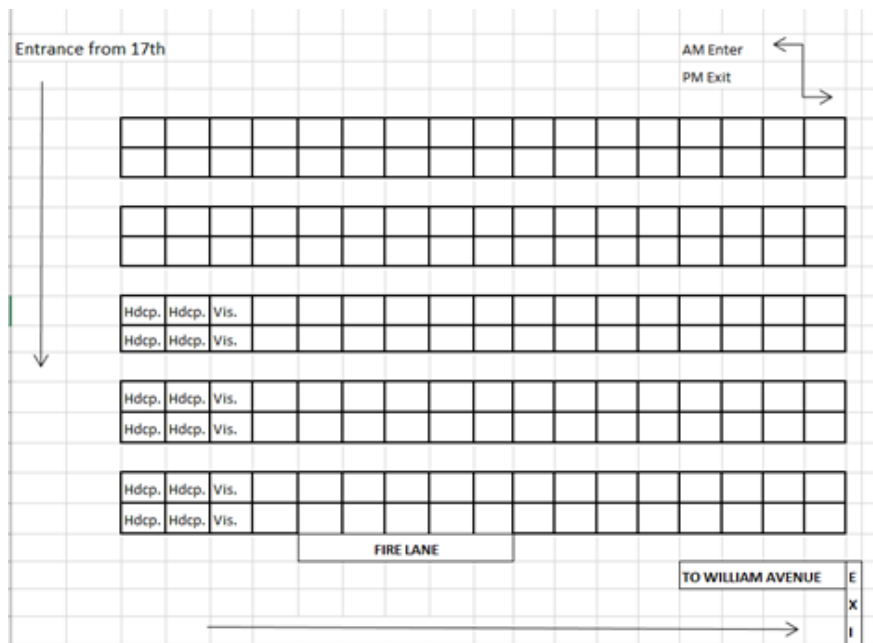 Entrance from 17th
AM Enter
PM Exit
Hdcp. Hdcp. Vis.
Hdcp. Hdcp. Vis.
Hdcp. Hdcp. Vis.
Hdcp. Hdcp. Vis.
Hdcp. Hdcp. Vis.
Hdcp. Hdcp. Vis.
FIRE LANE
TO WILLIAM AVENUE E
X
I